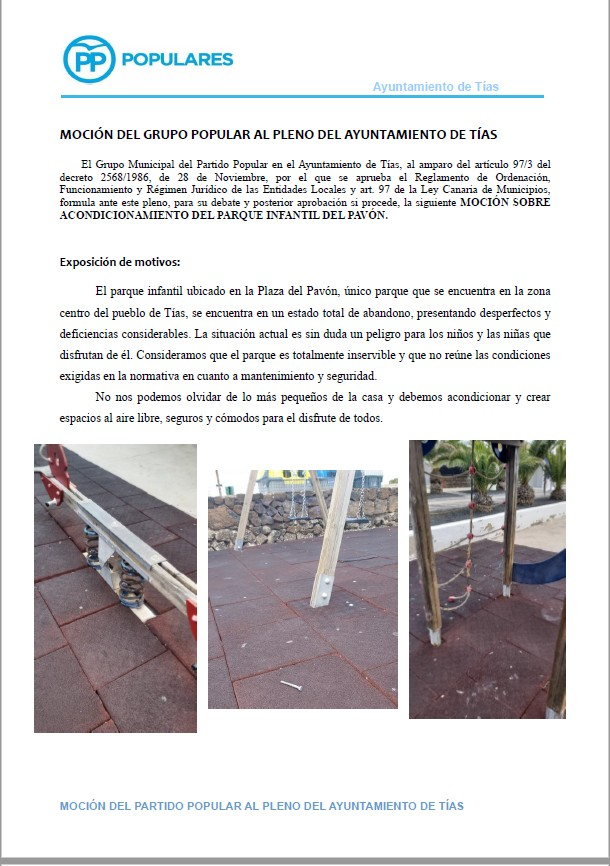 PP POPULARES
Ayuntamiento de Tías
MOCIÓN DEL GRUPO POPULAR AL PLENO DEL AYUNTAMIENTO DE TÍAS
El Grupo Municipal del Partido Popular en el Ayuntamiento de Tías, al amparo del artículo 97/3 del
decreto 2568/1986, de 28 de Noviembre, por el que se aprueba el Reglamento de Ordenación,
Funcionamiento y Régimen Jurídico de las Entidades Locales y art. 97 de la Ley Canaria de Municipios,
formula ante este pleno, para su debate y posterior aprobación si procede, la siguiente MOCIÓN SOBRE
ACONDICIONAMIENTO DEL PARQUE INFANTIL DEL PAVÓN.
Exposición de motivos:
El parque infantil ubicado en la Plaza del Pavón, único parque que se encuentra en la zona
centro del pueblo de Tías, se encuentra en un estado total de abandono, presentando desperfectos y
deficiencias considerables. La situación actual es sin duda un peligro para los niños y las niñas que
disfrutan de él. Consideramos que el parque es totalmente inservible y que no reúne las condiciones
exigidas en la normativa en cuanto a mantenimiento y seguridad.
No nos podemos olvidar de lo más pequeños de la casa y debemos acondicionar y crear
espacios al aire libre, seguros y cómodos para el disfrute de todos.
MOCIÓN DEL PARTIDO POPULAR AL PLENO DEL AYUNTAMIENTO DE TÍAS